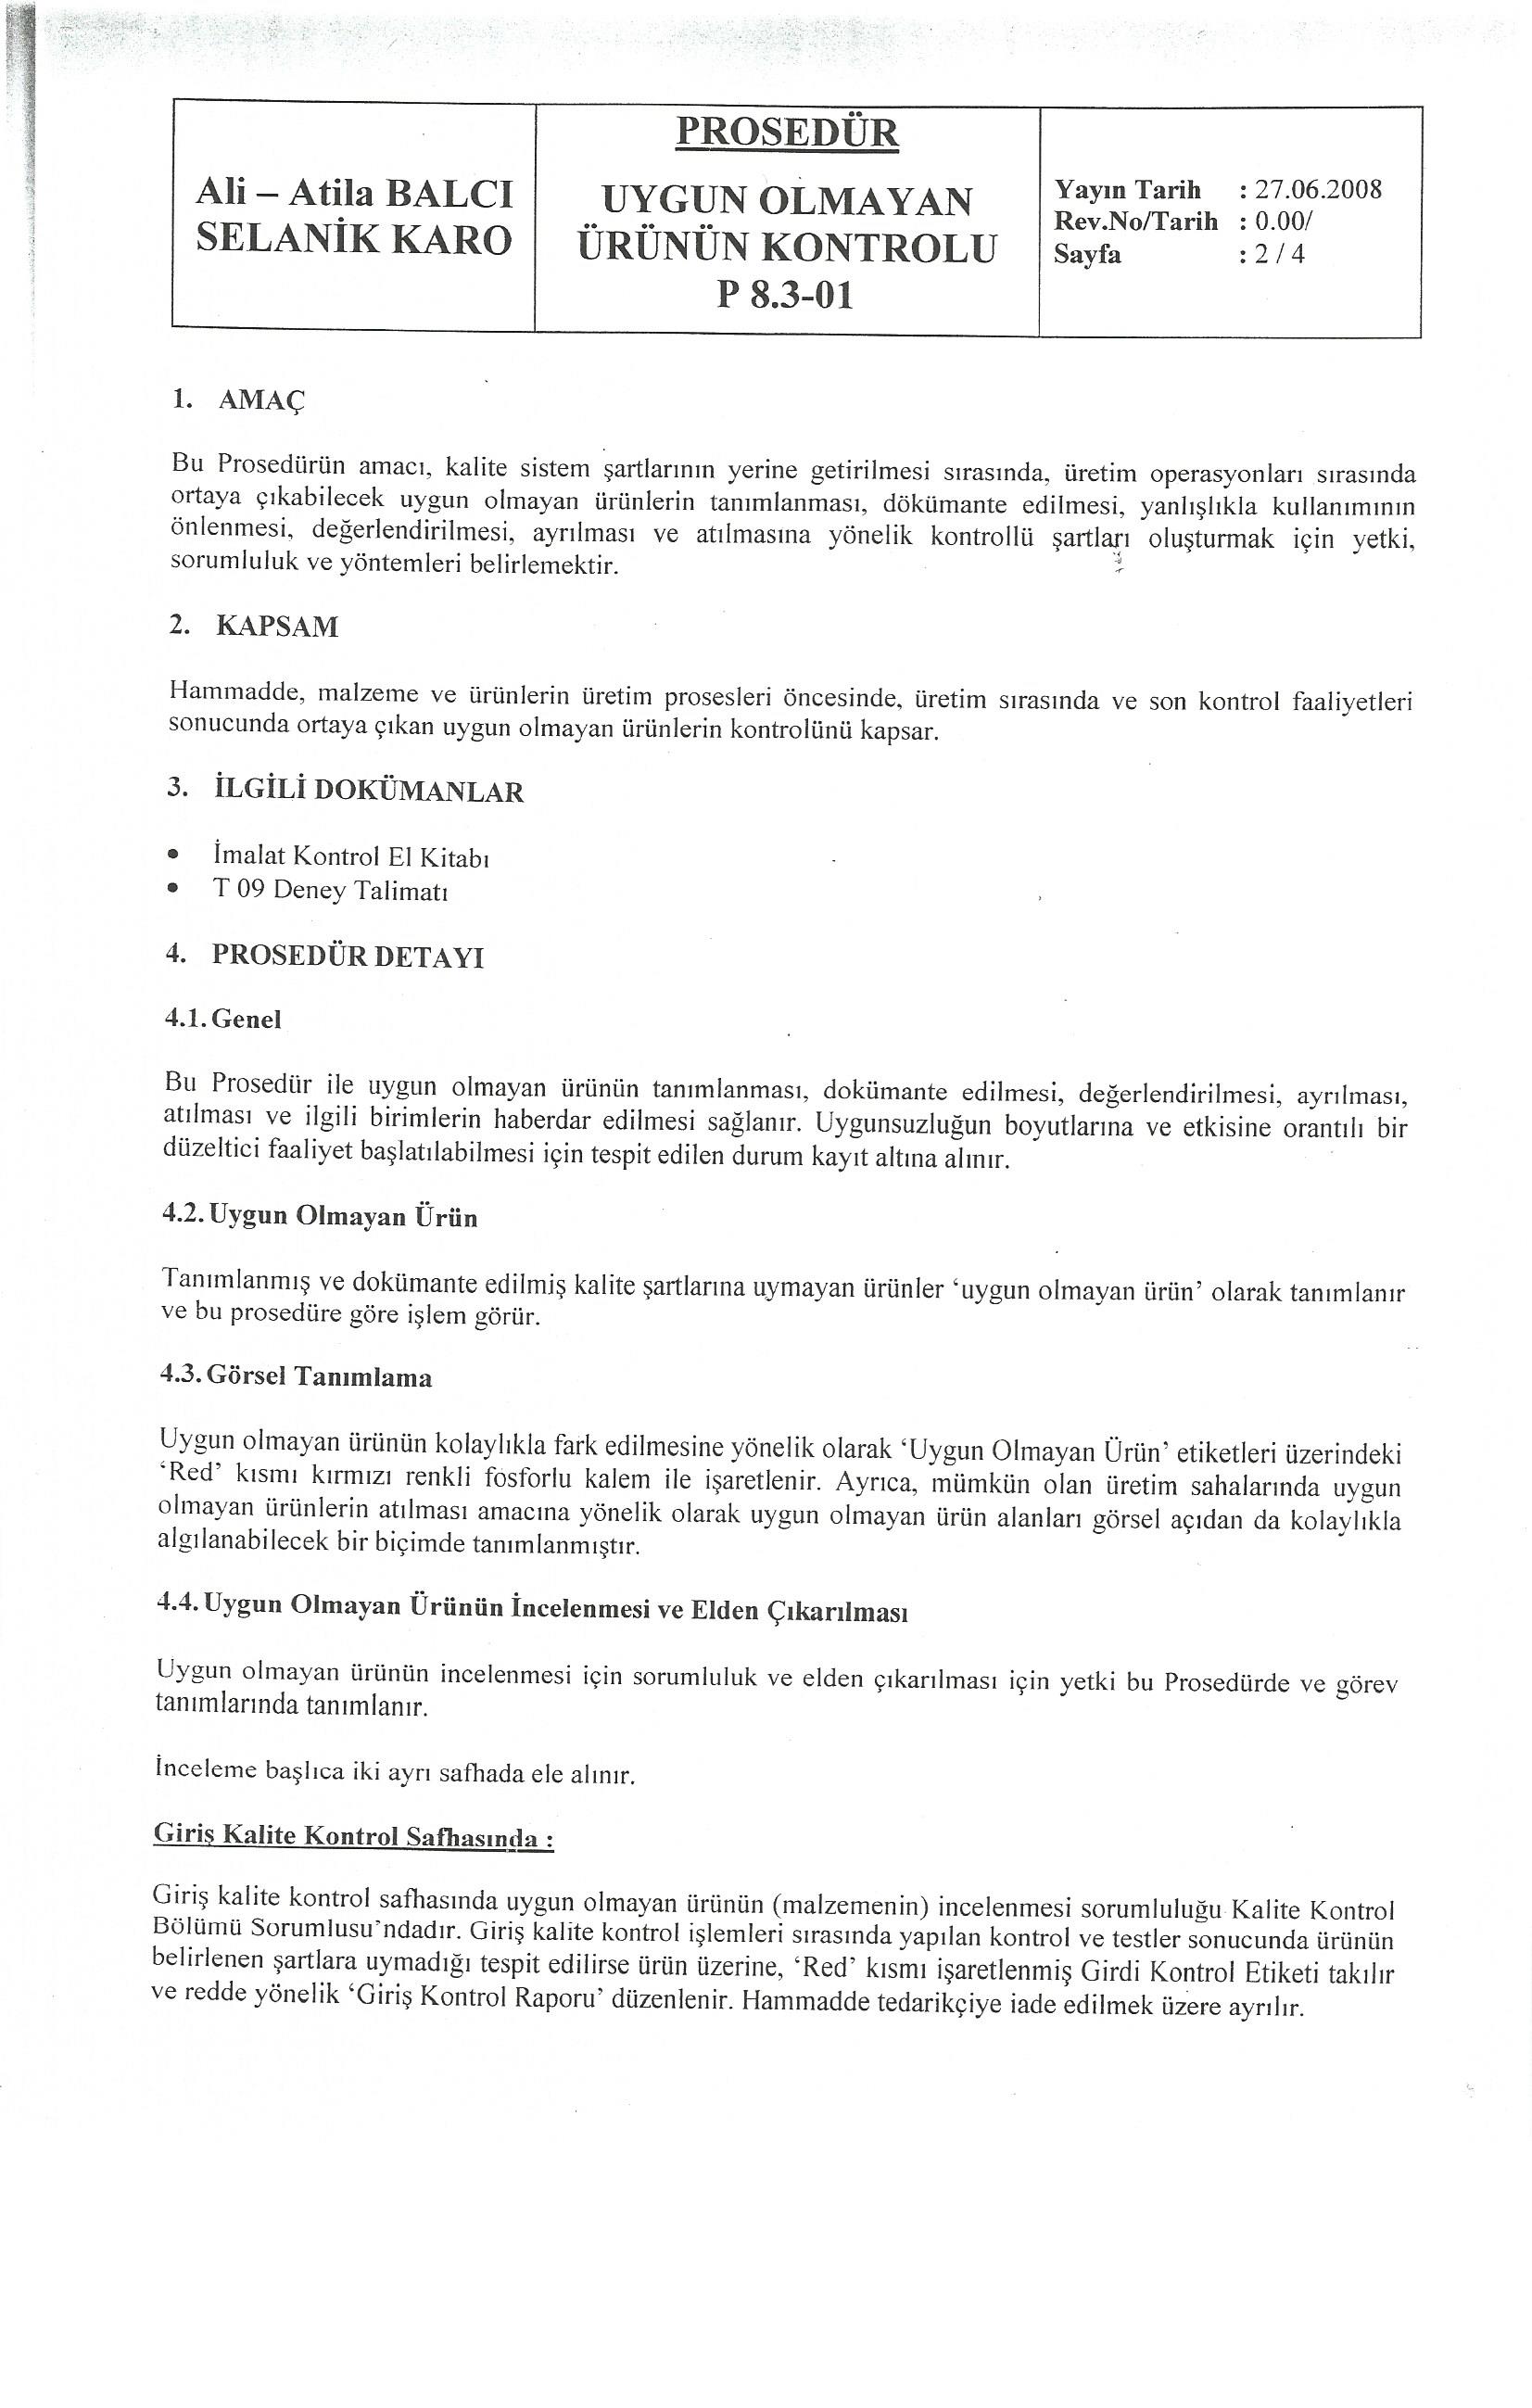 Ali – Atila BALCI
SELANİK KARO
PROSEDÜR
UYGUN OLMAYAN
ÜRÜNÜN KONTROLU
P 8.3-01
Yayın Tarih : 27.06.2008
Rev.No/Tarih : 0.00/
Sayfa : 2 / 4
1. AMAÇ
Bu Prosedürün amacı, kalite sistem şartlarının yerine getirilmesi sırasında, üretim operasyonları sırasında
ortaya çıkabilecek uygun olmayan ürünlerin tanımlanması, dökümante edilmesi, yanlışlıkla kullanımının
önlenmesi, değerlendirilmesi, ayrılması ve atılmasına yönelik kontrollü şartları oluşturmak için yetki,
sorumluluk ve yöntemleri belirlemektir.
2. KAPSAM
Hammadde, malzeme ve ürünlerin üretim prosesleri öncesinde, üretim sırasında ve son kontrol faaliyetleri
sonucunda ortaya çıkan uygun olmayan ürünlerin kontrolünü kapsar.
3. İLGİLİ DOKÜMANLAR
• İmalat Kontrol El Kitabı
• T 09 Deney Talimatı
4. PROSEDÜR DETAYI
4.1. Genel
Bu Prosedür ile uygun olmayan ürünün tanımlanması, dokümante edilmesi, değerlendirilmesi, ayrılması,
atılması ve ilgili birimlerin haberdar edilmesi sağlanır. Uygunsuzluğun boyutlarına ve etkisine orantılı bir
düzeltici faaliyet başlatılabilmesi için tespit edilen durum kayıt altına alınır.
4.2. Uygun Olmayan Ürün
Tanımlanmış ve dokümante edilmiş kalite şartlarına uymayan ürünler ‘uygun olmayan ürün’ olarak tanımlanır
ve bu prosedüre göre işlem görür.
4.3. Görsel Tanımlama
Uygun olmayan ürünün kolaylıkla fark edilmesine yönelik olarak ‘Uygun Olmayan Ürün’ etiketleri üzerindeki
‘Red’ kısmı kırmızı renkli fosforlu kalem ile işaretlenir. Ayrıca, mümkün olan üretim sahalarında uygun
olmayan ürünlerin atılması amacına yönelik olarak uygun olmayan ürün alanları görsel açıdan da kolaylıkla
algılanabilecek bir biçimde tanımlanmıştır.
4.4. Uygun Olmayan Ürünün İncelenmesi ve Elden Çıkarılması
Uygun olmayan ürünün incelenmesi için sorumluluk ve elden çıkarılması için yetki bu Prosedürde ve görev
tanımlarında tanımlanır.
İnceleme başlıca iki ayrı safhada ele alınır.
Giriş Kalite Kontrol Safhasında :
Giriş kalite kontrol safhasında uygun olmayan ürünün (malzemenin) incelenmesi sorumluluğu Kalite Kontrol
Bölümü Sorumlusu’ndadır. Giriş kalite kontrol işlemleri sırasında yapılan kontrol ve testler sonucunda ürünün
belirlenen şartlara uymadığı tespit edilirse ürün üzerine, ‘Red’ kısmı işaretlenmiş Girdi Kontrol Etiketi takılır
ve redde yönelik ‘Giriş Kontrol Raporu’ düzenlenir. Hammadde tedarikçiye iade edilmek üzere ayrılır.